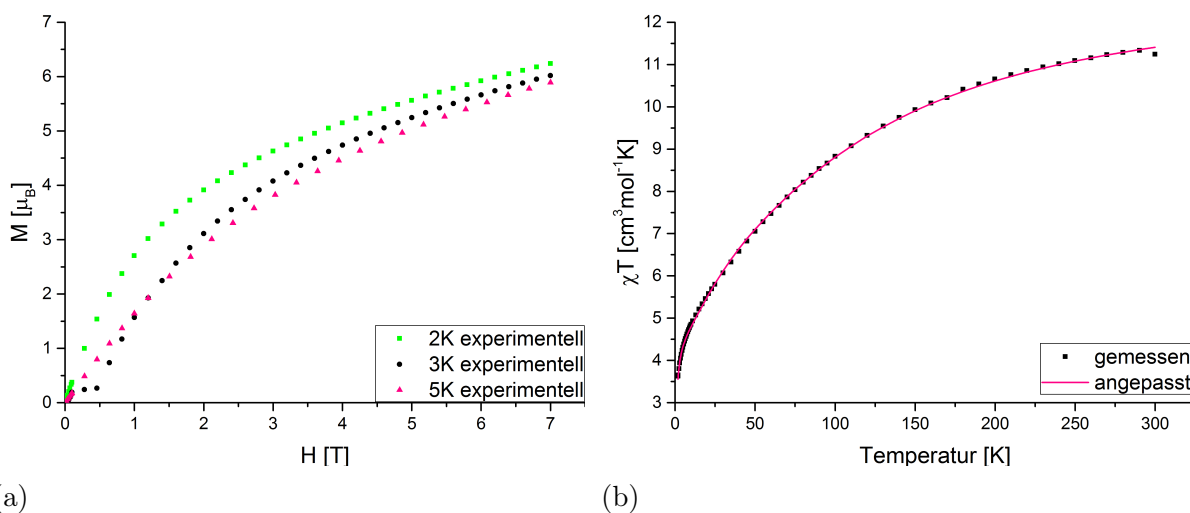 7
6
5
4
3
2
1
0
M [μB]
0 1 2 3 4 5 6 7
H [T]
2K experimentell
3K experimentell
5K experimentell
(a)
12
11
10
9
8
7
6
5
4
3
χT [cm³mol⁻¹K]
0 50 100 150 200 250 300
Temperatur [K]
gemessen
angepasst
(b)